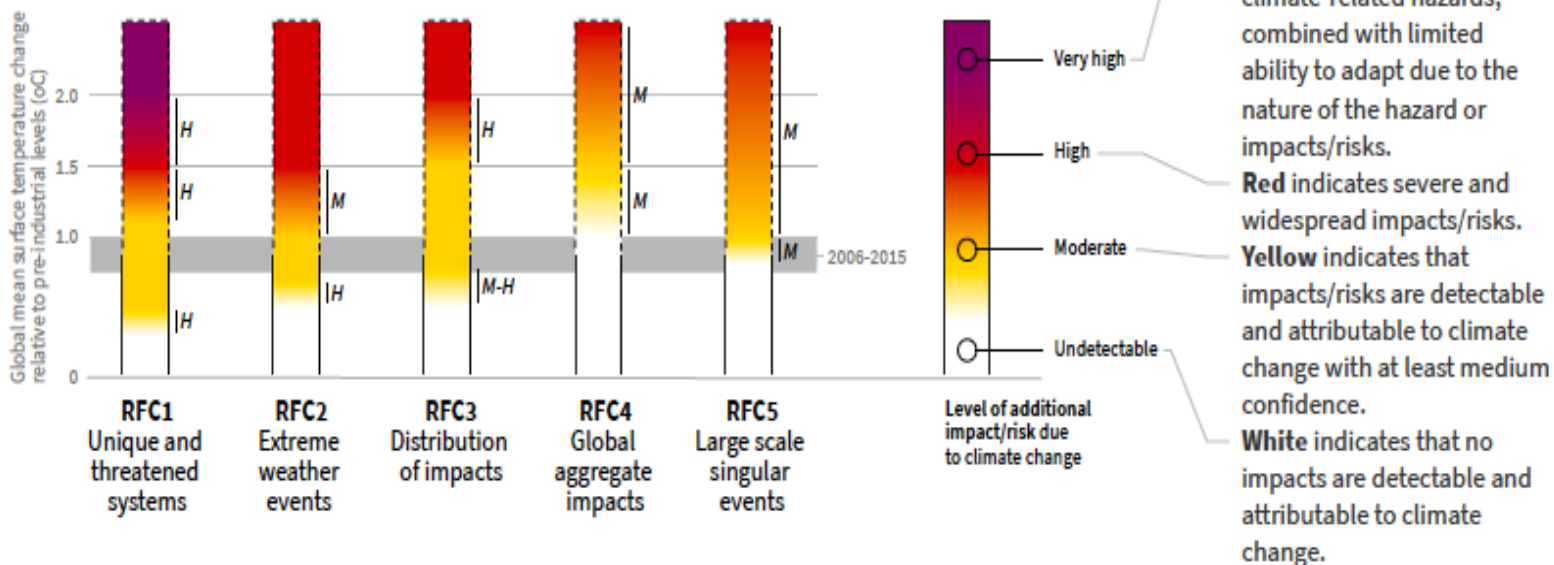 Global mean surface temperature change
relative to pre-industrial levels (oC)
2.0
1.5
1.0
0
H
H
H
M
H
H
M-H
M
M
M
M
2006-2015
RFC1
Unique and
threatened
systems
RFC2
Extreme
weather
events
RFC3
Distribution
of impacts
RFC4
Global
aggregate
impacts
RFC5
Large scale
singular
events
Very high
High
Moderate
Undetectable
Level of additional
impact/risk due
to climate change
climate-related hazards,
combined with limited
ability to adapt due to the
nature of the hazard or
impacts/risks.
Red indicates severe and
widespread impacts/risks.
Yellow indicates that
impacts/risks are detectable
and attributable to climate
change with at least medium
confidence.
White indicates that no
impacts are detectable and
attributable to climate
change.